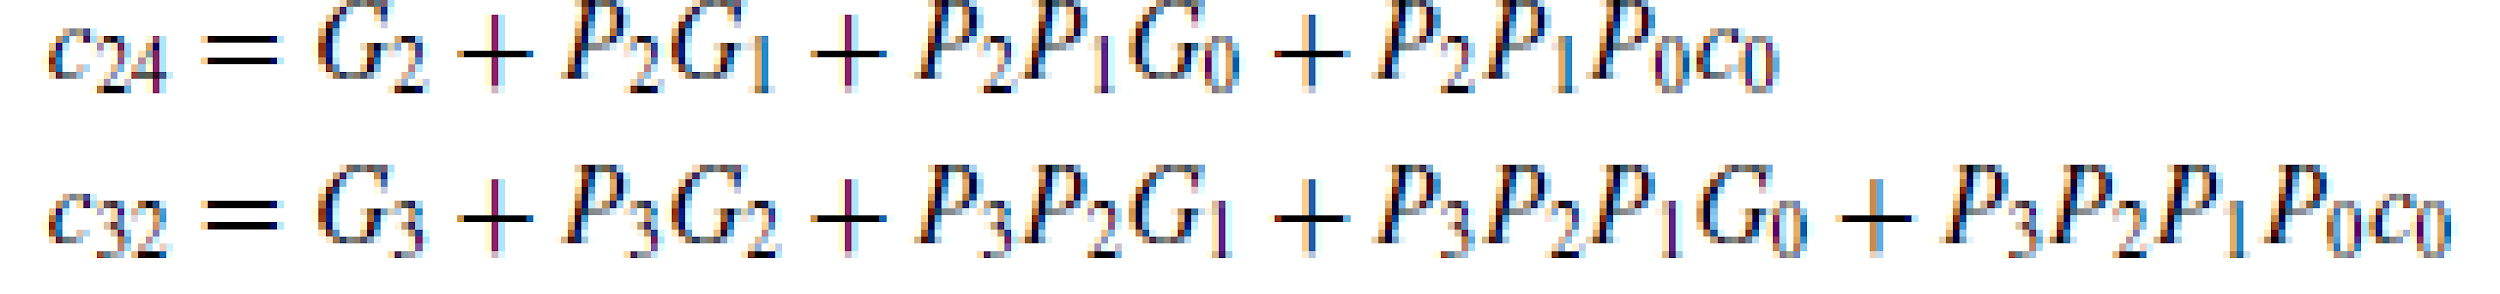 c₂₄ = G₂ + P₂G₁ + P₂P₁G₀ + P₂P₁P₀c₀
c₃₂ = G₃ + P₃G₂ + P₃P₂G₁ + P₃P₂P₁G₀ + P₃P₂P₁P₀c₀